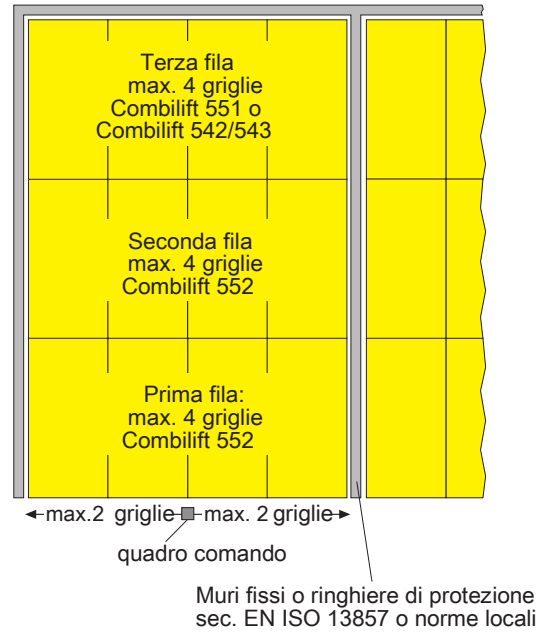 Terza fila
max. 4 griglie
Combilift 551 o
Combilift 542/543
Seconda fila
max. 4 griglie
Combilift 552
Prima fila:
max. 4 griglie
Combilift 552
max.2 griglie max. 2 griglie
quadro comando
Muri fissi o ringhiere di protezione
sec. EN ISO 13857 o norme locali